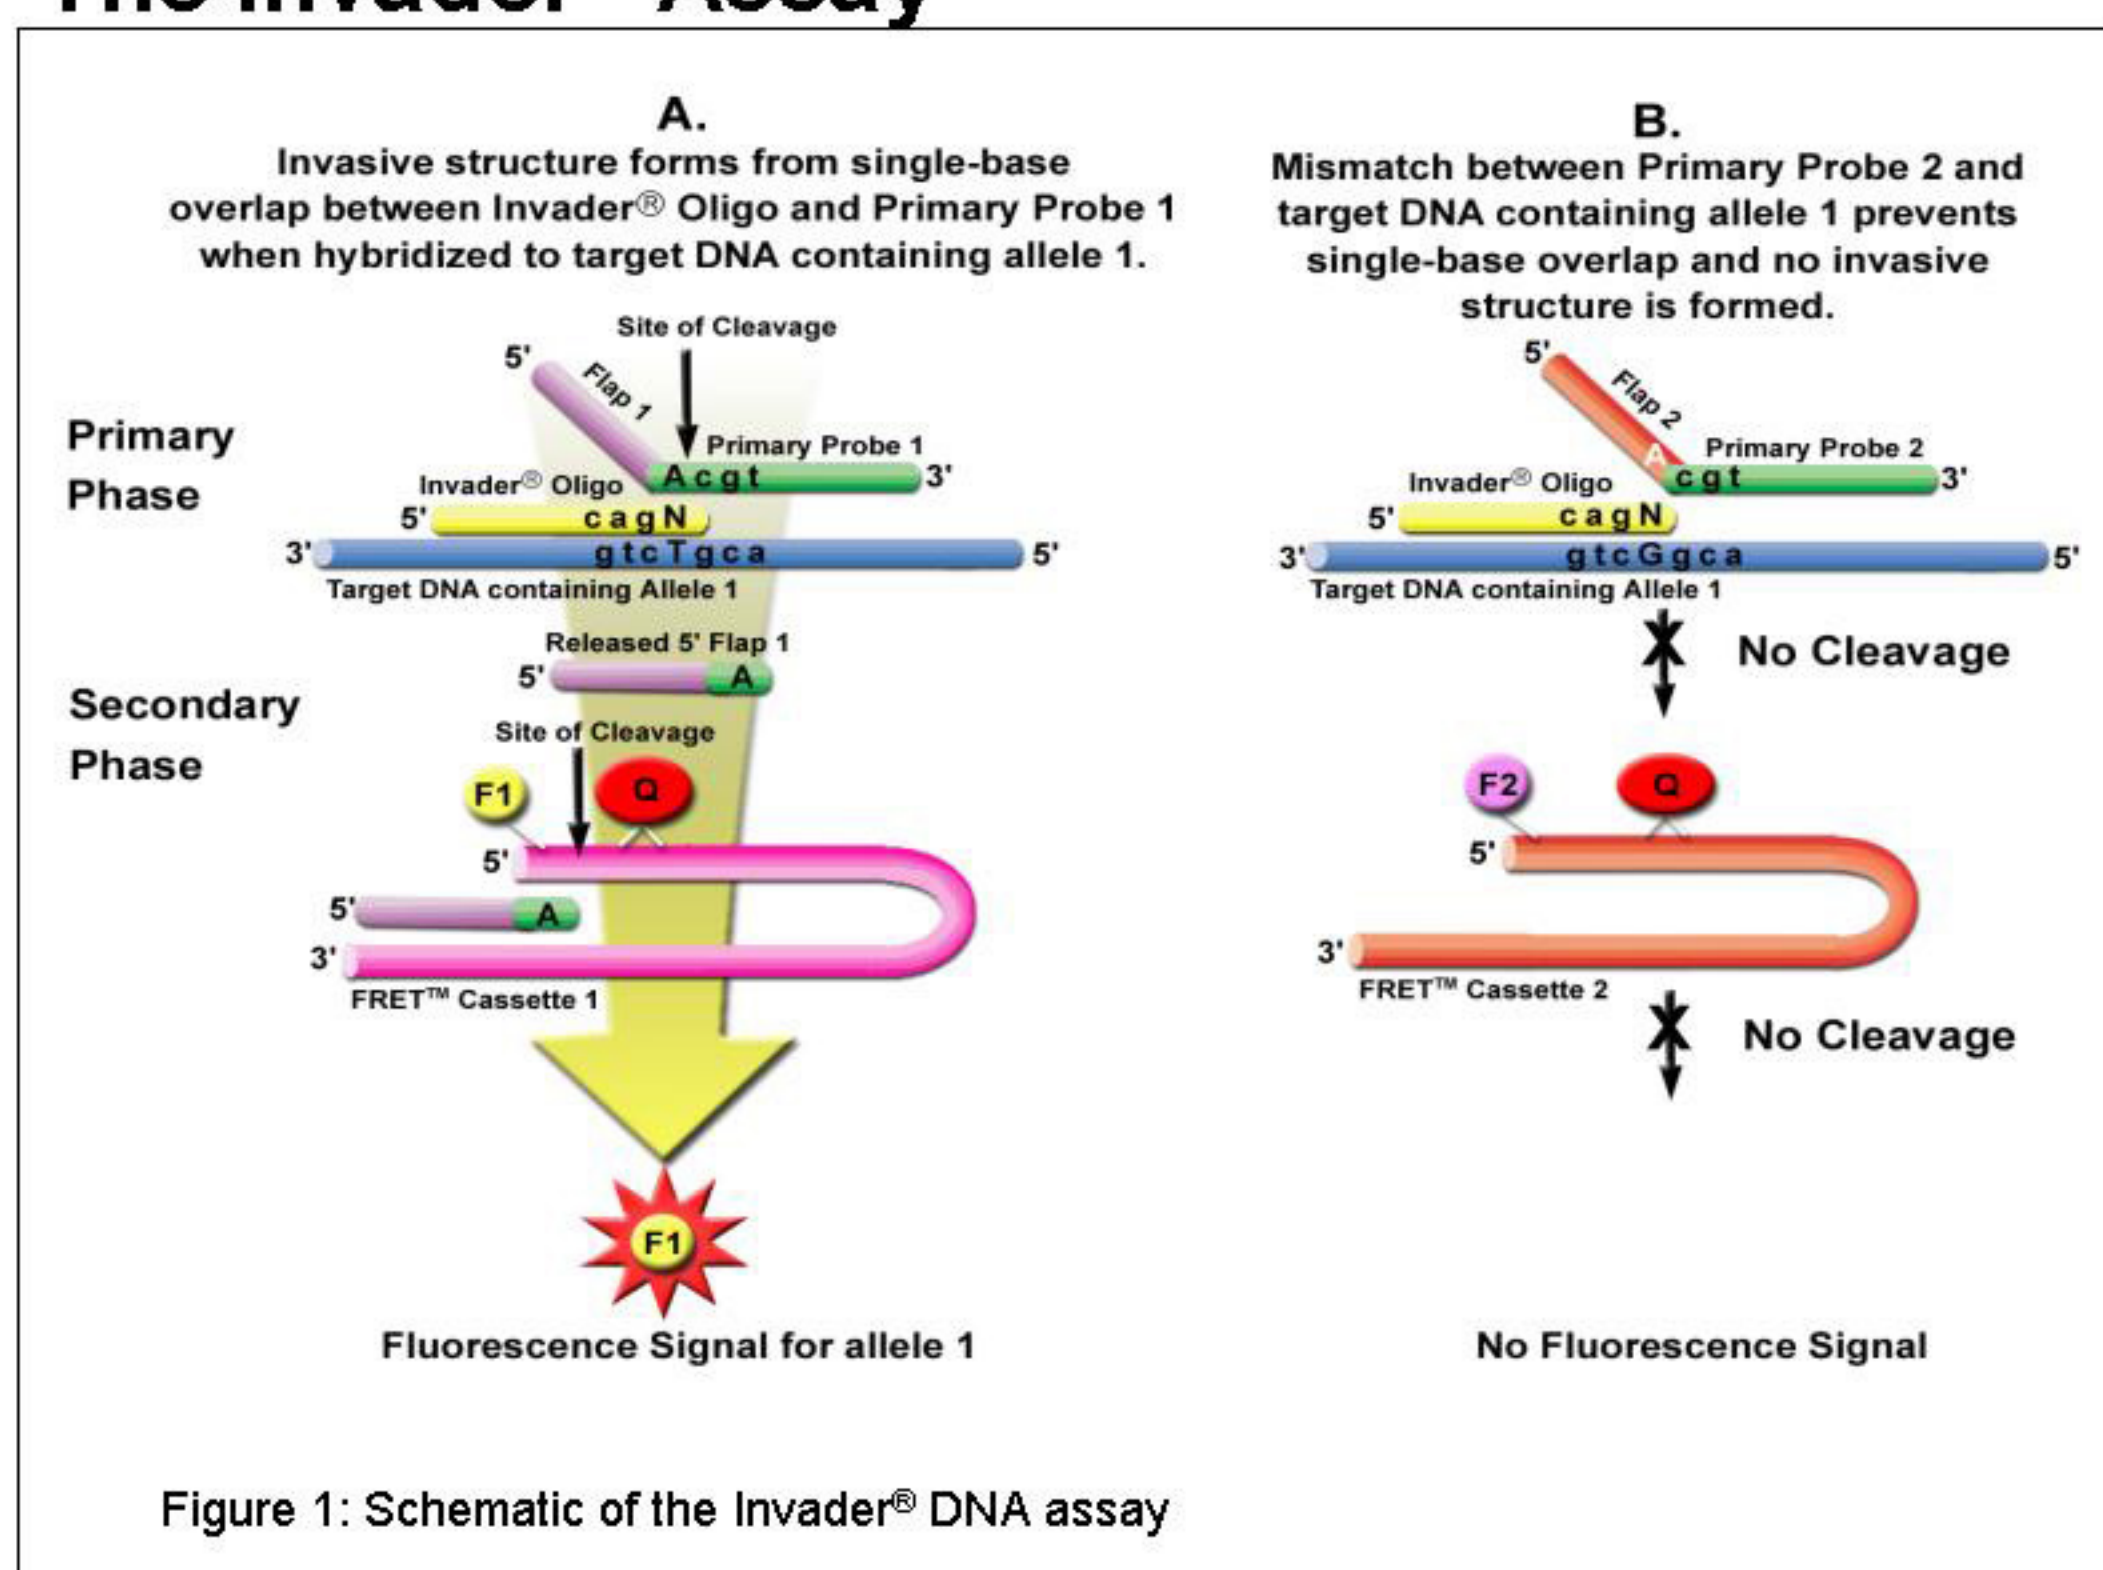 The Invader® Assay
A.
Invasive structure forms from single-base
overlap between Invader® Oligo and Primary Probe 1
when hybridized to target DNA containing allele 1.
Site of Cleavage
5'
Flap 1
Primary Probe 1
A c g t
3'
Primary
Phase
Invader® Oligo
5'
c a g N
3'
g t c T g c a
5'
Target DNA containing Allele 1
Released 5' Flap 1
5'
A
Secondary
Phase
Site of Cleavage
F1
Q
5'
5'
A
3'
FRET™ Cassette 1
F1
Fluorescence Signal for allele 1
B.
Mismatch between Primary Probe 2 and
target DNA containing allele 1 prevents
single-base overlap and no invasive
structure is formed.
5'
Flap 2
Primary Probe 2
A
c g t
3'
Invader® Oligo
5'
c a g N
3'
g t c G g c a
5'
Target DNA containing Allele 1
X
No Cleavage
F2
Q
5'
3'
FRET™ Cassette 2
X
No Cleavage
No Fluorescence Signal
Figure 1: Schematic of the Invader® DNA assay